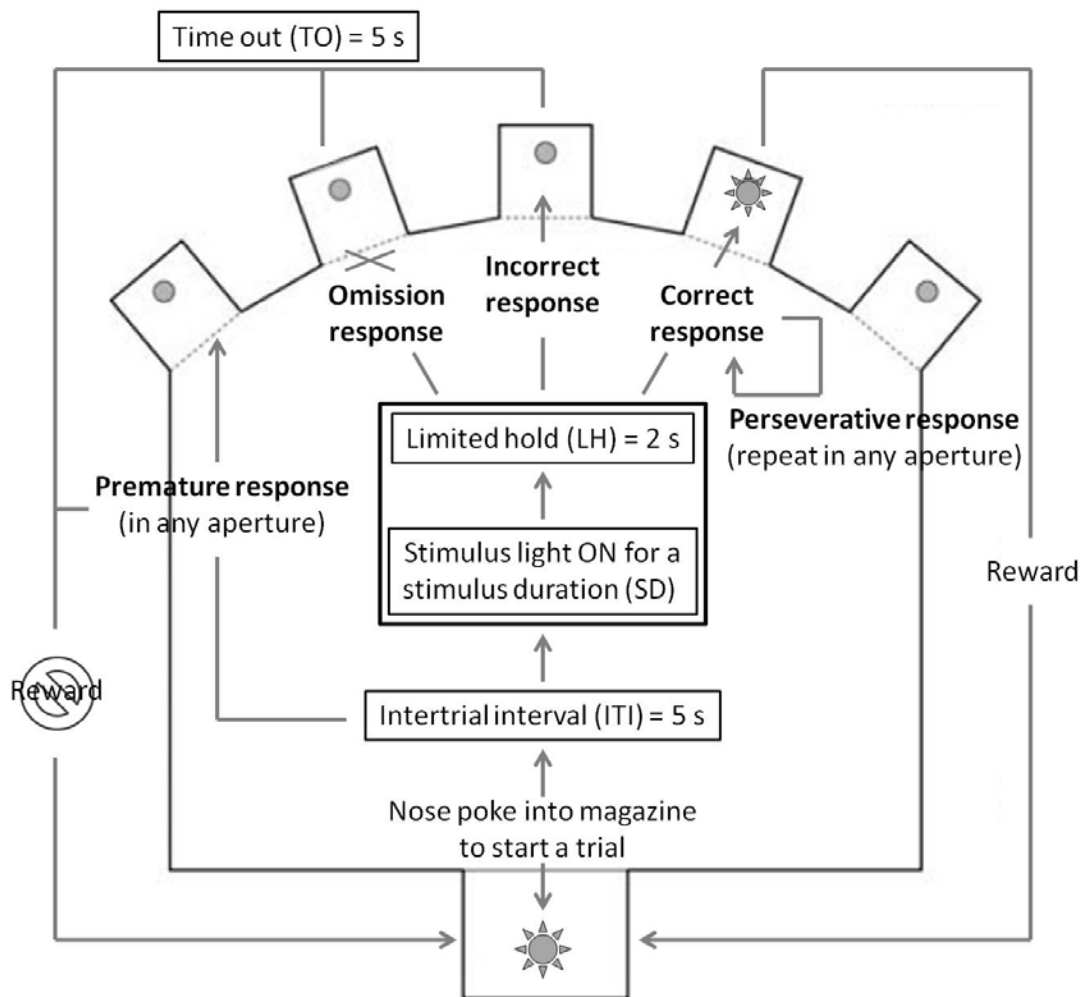 Time out (TO) = 5 s
Omission
response
Incorrect
response
Correct
response
Limited hold (LH) = 2 s
Perseverative response
(repeat in any aperture)
Premature response
(in any aperture)
Stimulus light ON for a
stimulus duration (SD)
Reward
Reward
Intertrial interval (ITI) = 5 s
Nose poke into magazine
to start a trial